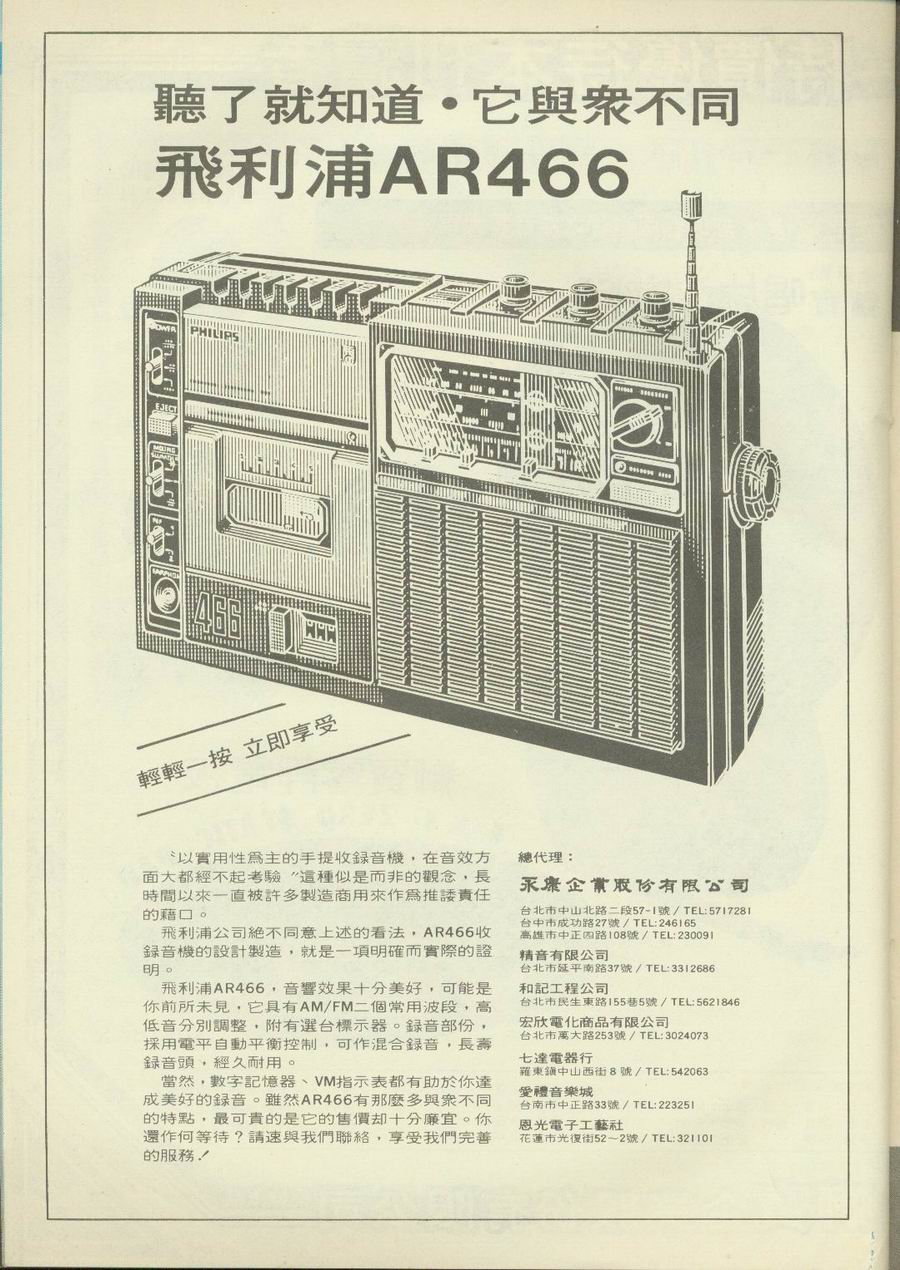 聽了就知道・它與衆不同
飛利浦AR466
POWER
PHILIPS
EJECT
466
輕輕一按 立即享受
〝以實用性爲主的手提收録音機，在音效方
面大都經不起考驗〞這種似是而非的觀念，長
時間以來一直被許多製造商用來作爲推諉責任
的藉口。
飛利浦公司絕不同意上述的看法，AR466收
録音機的設計製造，就是一項明確而實際的證
明。
飛利浦AR466，音響效果十分美好，可能是
你前所未見，它具有AM/FM二個常用波段，高
低音分別調整，附有選台標示器。録音部份，
採用電平自動平衡控制，可作混合録音，長壽
録音頭，經久耐用。
當然，數字記憶器、VM指示表都有助於你達
成美好的録音。雖然AR466有那麽多與衆不同
的特點，最可貴的是它的售價却十分廉宜。你
還作何等待？請速與我們聯絡，享受我們完善
的服務！
總代理：
永樂企業股份有限公司
台北市中山北路二段57-1號 / TEL:5717281
台中市成功路27號 / TEL:246165
高雄市中正四路108號 / TEL:230091
精音有限公司
台北市延平南路37號 / TEL:3312686
和記工程公司
台北市民生東路155巷5號 / TEL:5621846
宏欣電化商品有限公司
台北市萬大路253號 / TEL:3024073
七達電器行
羅東鎮中山西街8號 / TEL:542063
愛禮音樂城
台南市中正路33號 / TEL:223251
恩光電子工藝社
花蓮市光復街52～2號 / TEL:321101